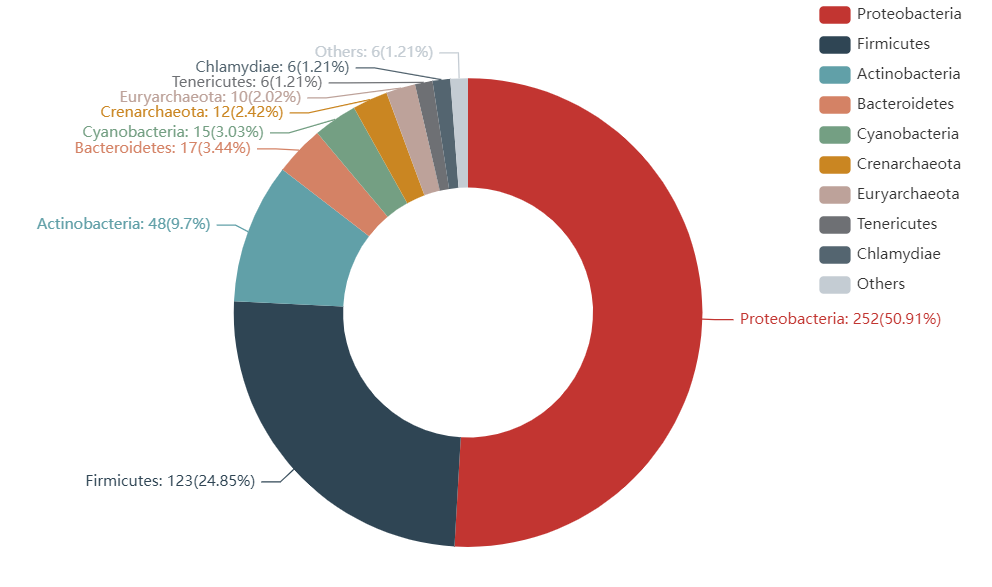 Proteobacteria
Firmicutes
Actinobacteria
Bacteroidetes
Cyanobacteria
Crenarchaeota
Euryarchaeota
Tenericutes
Chlamydiae
Others
Others: 6(1.21%)
Chlamydiae: 6(1.21%)
Tenericutes: 6(1.21%)
Euryarchaeota: 10(2.02%)
Crenarchaeota: 12(2.42%)
Cyanobacteria: 15(3.03%)
Bacteroidetes: 17(3.44%)
Actinobacteria: 48(9.7%)
Proteobacteria: 252(50.91%)
Firmicutes: 123(24.85%)